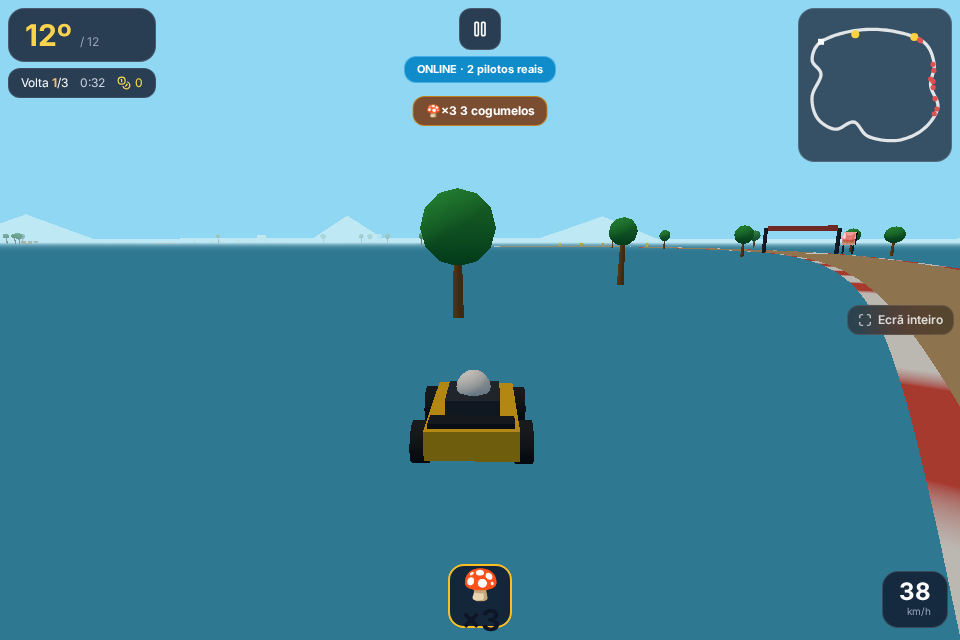 12º / 12
Volta 1/3 0:32 0
ONLINE · 2 pilotos reais
×3 3 cogumelos
Ecrã inteiro
×3
38
km/h